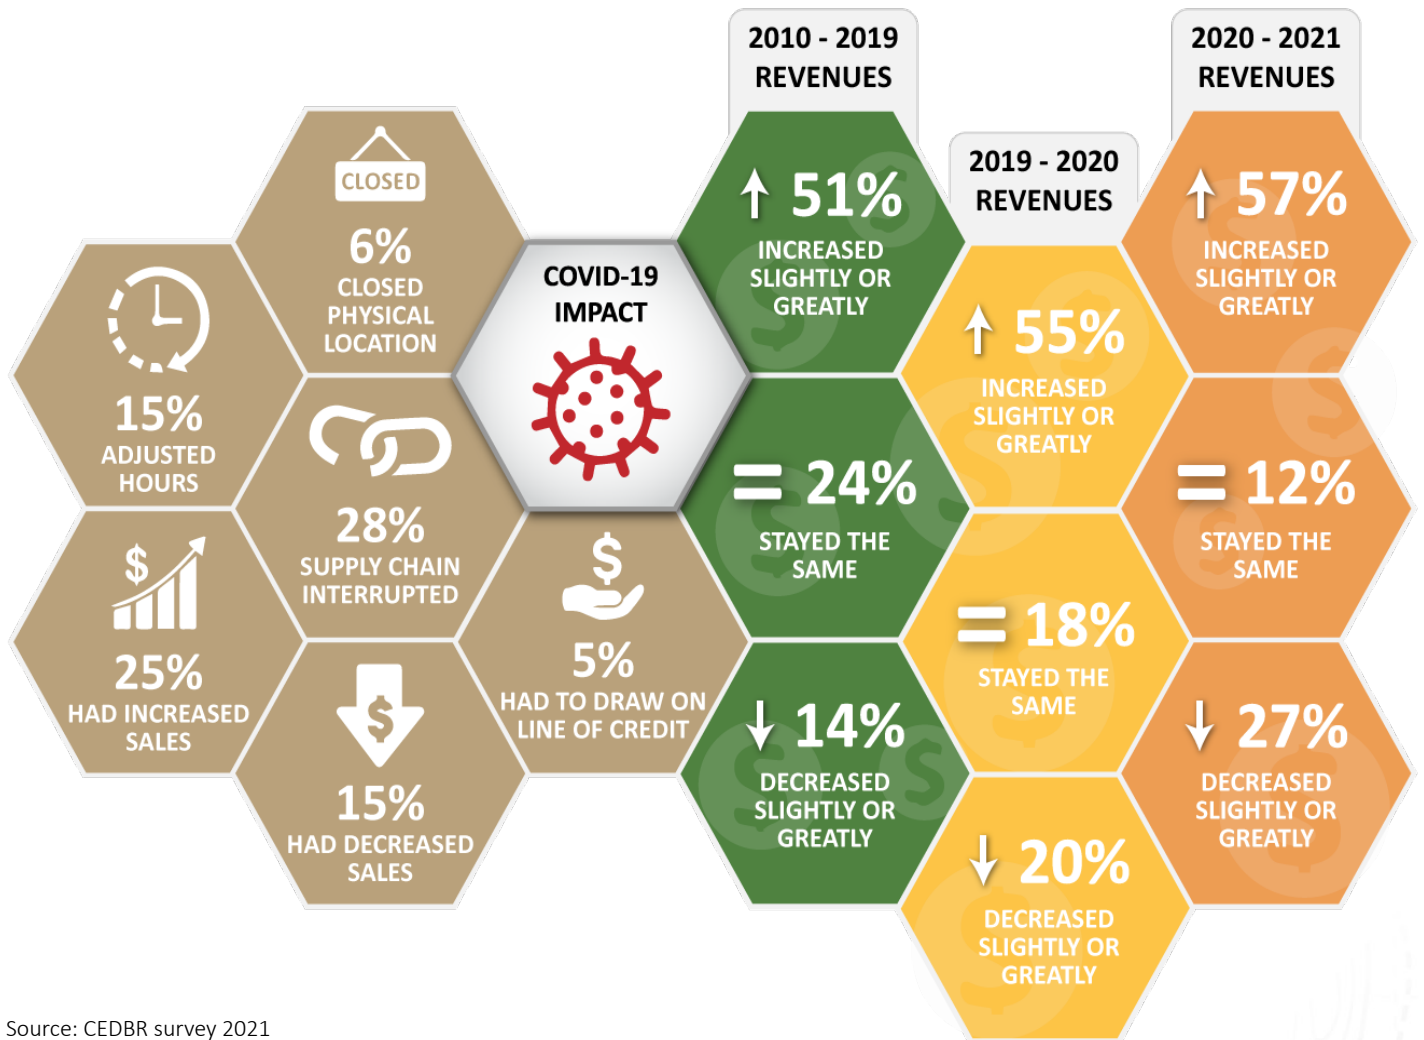 CLOSED
6%
CLOSED
PHYSICAL
LOCATION
15%
ADJUSTED
HOURS
28%
SUPPLY CHAIN
INTERRUPTED
$
25%
HAD INCREASED
SALES
$
15%
HAD DECREASED
SALES
COVID-19
IMPACT
$
5%
HAD TO DRAW ON
LINE OF CREDIT
2010 - 2019
REVENUES
51%
INCREASED
SLIGHTLY OR
GREATLY
= 24%
STAYED THE
SAME
14%
DECREASED
SLIGHTLY OR
GREATLY
2019 - 2020
REVENUES
55%
INCREASED
SLIGHTLY OR
GREATLY
= 18%
STAYED THE
SAME
20%
DECREASED
SLIGHTLY OR
GREATLY
2020 - 2021
REVENUES
57%
INCREASED
SLIGHTLY OR
GREATLY
= 12%
STAYED THE
SAME
27%
DECREASED
SLIGHTLY OR
GREATLY
Source: CEDBR survey 2021